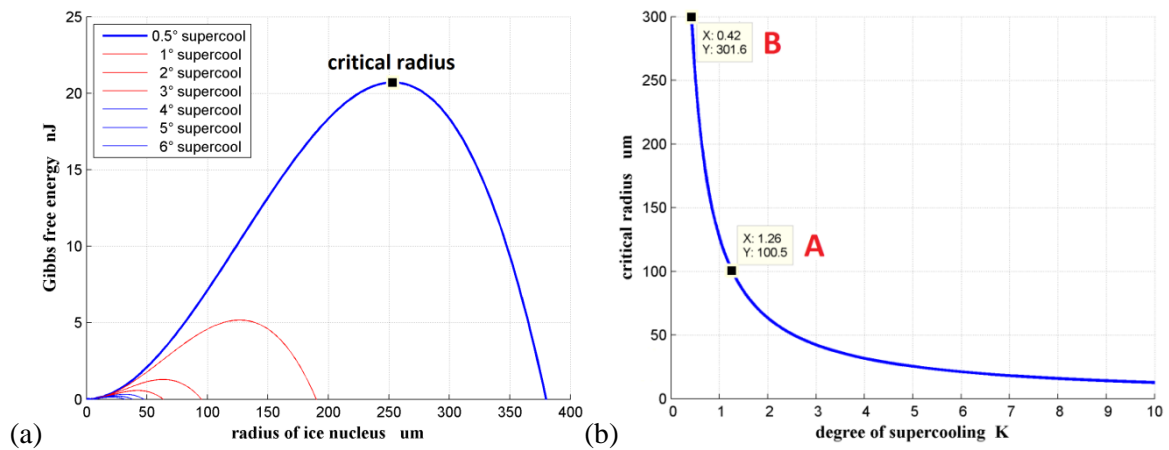 25
20
15
10
5
0
Gibbs free energy nJ
0.5° supercool
1° supercool
2° supercool
3° supercool
4° supercool
5° supercool
6° supercool
critical radius
0 50 100 150 200 250 300 350 400
radius of ice nucleus um
(a)
300
250
200
150
100
50
0
critical radius um
X: 0.42
Y: 301.6
B
X: 1.26
Y: 100.5
A
0 1 2 3 4 5 6 7 8 9 10
degree of supercooling K
(b)